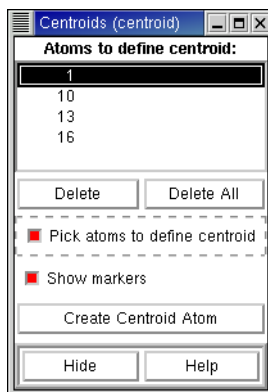 Centroids (centroid)
Atoms to define centroid:
1
10
13
16
Delete Delete All
Pick atoms to define centroid
Show markers
Create Centroid Atom
Hide Help